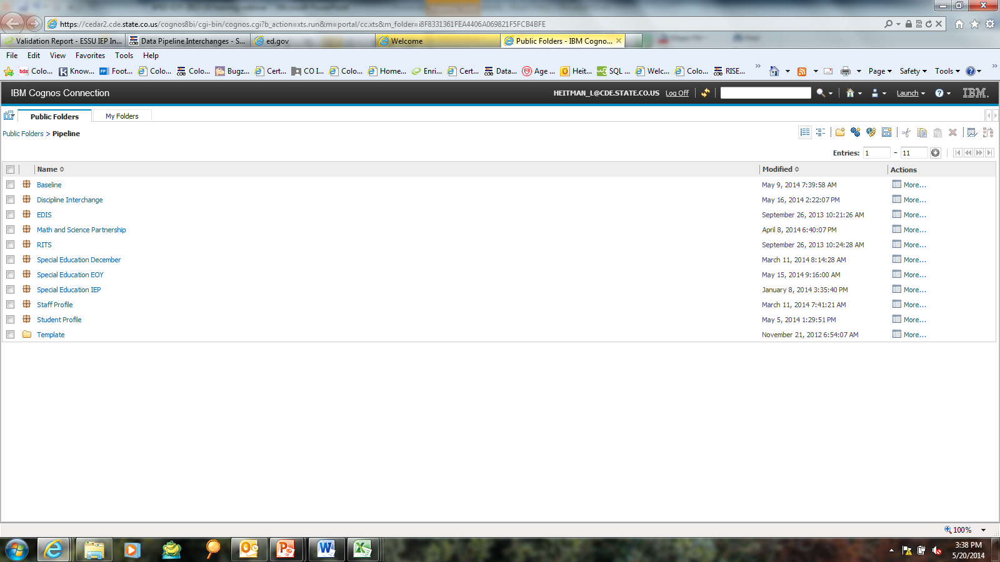 https://cedar2.cde.state.co.us/cognos8bi/cgi-bin/cognos.cgi?b_action=xts.run&m=portal/cc.xts&m_folder=i8F8331361FEA4406A069821F5FCB4BFE
Validation Report - ESSU IEP In... Data Pipeline Interchanges - S... ed.gov Welcome Public Folders - IBM Cogno...
File Edit View Favorites Tools Help
bds Colo... Know... FP Foot... Colo... CDE Colo... Bugz... Cert... CO I... Colo... Home... Enri... Cert... CDE Data... Age ... Heit... SQL ... Welc... Colo... CDE RISE... » Page Safety Tools »
IBM Cognos Connection HEITMAN_L@CDE.STATE.CO.US Log Off Launch IBM.
Public Folders My Folders
Public Folders > Pipeline
Entries: 1 - 11
Name Modified Actions
Baseline May 9, 2014 7:39:58 AM More...
Discipline Interchange May 16, 2014 2:22:07 PM More...
EDIS September 26, 2013 10:21:26 AM More...
Math and Science Partnership April 8, 2014 6:40:07 PM More...
RITS September 26, 2013 10:24:28 AM More...
Special Education December March 11, 2014 8:14:28 AM More...
Special Education EOY May 15, 2014 9:16:00 AM More...
Special Education IEP January 8, 2014 3:35:40 PM More...
Staff Profile March 11, 2014 7:41:21 AM More...
Student Profile May 5, 2014 1:29:51 PM More...
Template November 21, 2012 6:54:07 AM More...
100%
3:38 PM
5/20/2014